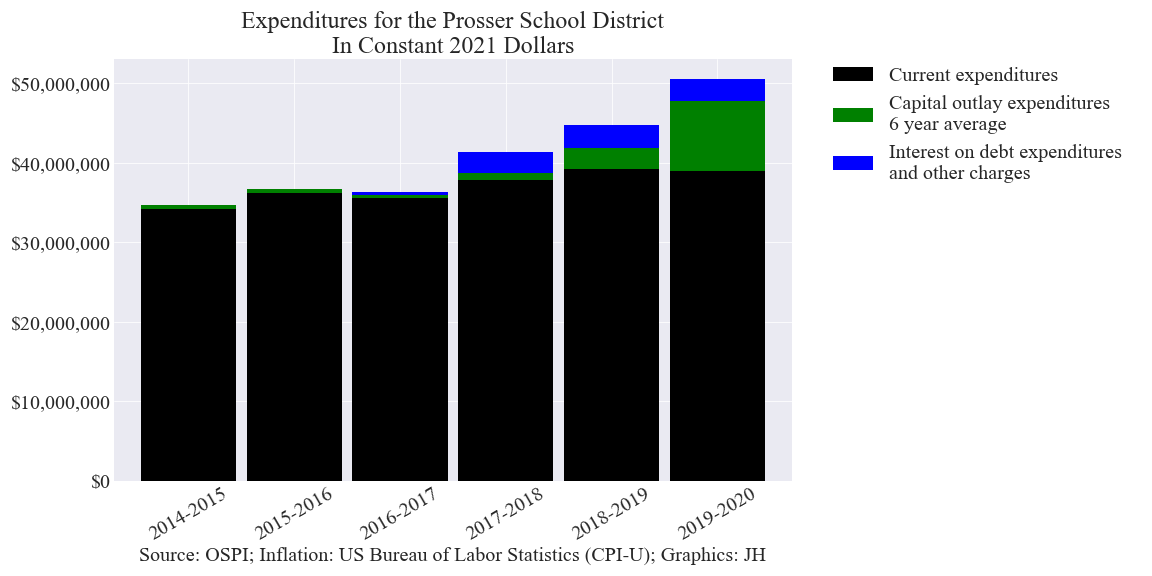 Expenditures for the Prosser School District
In Constant 2021 Dollars
$50,000,000
$40,000,000
$30,000,000
$20,000,000
$10,000,000
$0
2014-2015
2015-2016
2016-2017
2017-2018
2018-2019
2019-2020
Source: OSPI; Inflation: US Bureau of Labor Statistics (CPI-U); Graphics: JH
Current expenditures
Capital outlay expenditures
6 year average
Interest on debt expenditures
and other charges